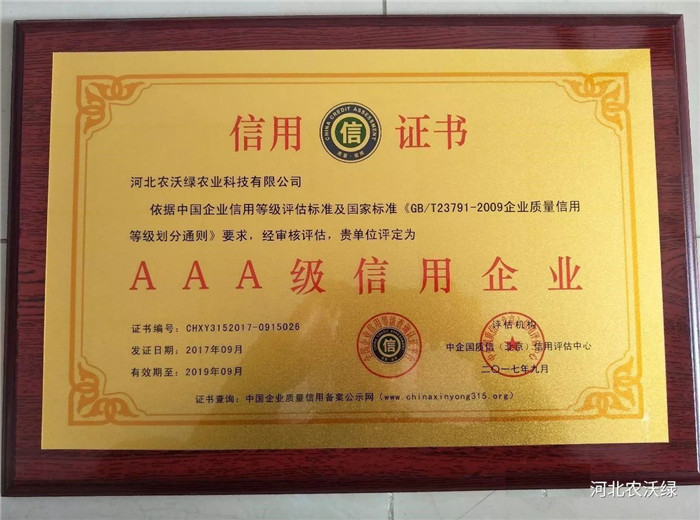 信用
CHINA CREDIT ASSESSMENT
信
证书
河北农沃绿农业科技有限公司
依据中国企业信用等级评估标准及国家标准《GB/T23791-2009企业质量信用
等级划分通则》要求，经审核评估，贵单位评定为
AAA级信用企业
证书编号：CHXY3152017-0915026
发证日期：2017年09月
有效期至：2019年09月
信
评估机构
中企国质信（北京）信用评估中心
二〇一七年九月
证书查询：中国企业质量信用备案公示网（www.chinaxinyong315.org）
河北农沃绿